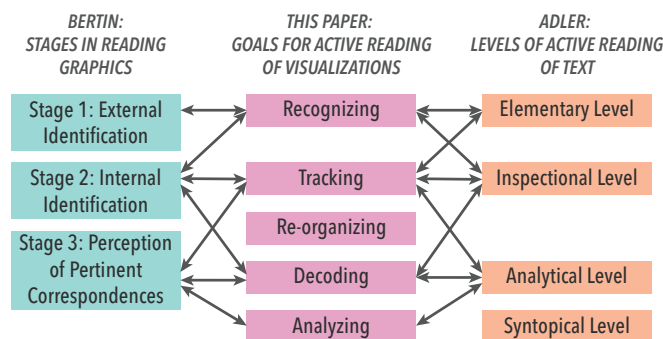 BERTIN:
STAGES IN READING
GRAPHICS
THIS PAPER:
GOALS FOR ACTIVE READING
OF VISUALIZATIONS
ADLER:
LEVELS OF ACTIVE READING
OF TEXT
Stage 1: External
Identification
Stage 2: Internal
Identification
Stage 3: Perception
of Pertinent
Correspondences
Recognizing
Tracking
Re-organizing
Decoding
Analyzing
Elementary Level
Inspectional Level
Analytical Level
Syntopical Level